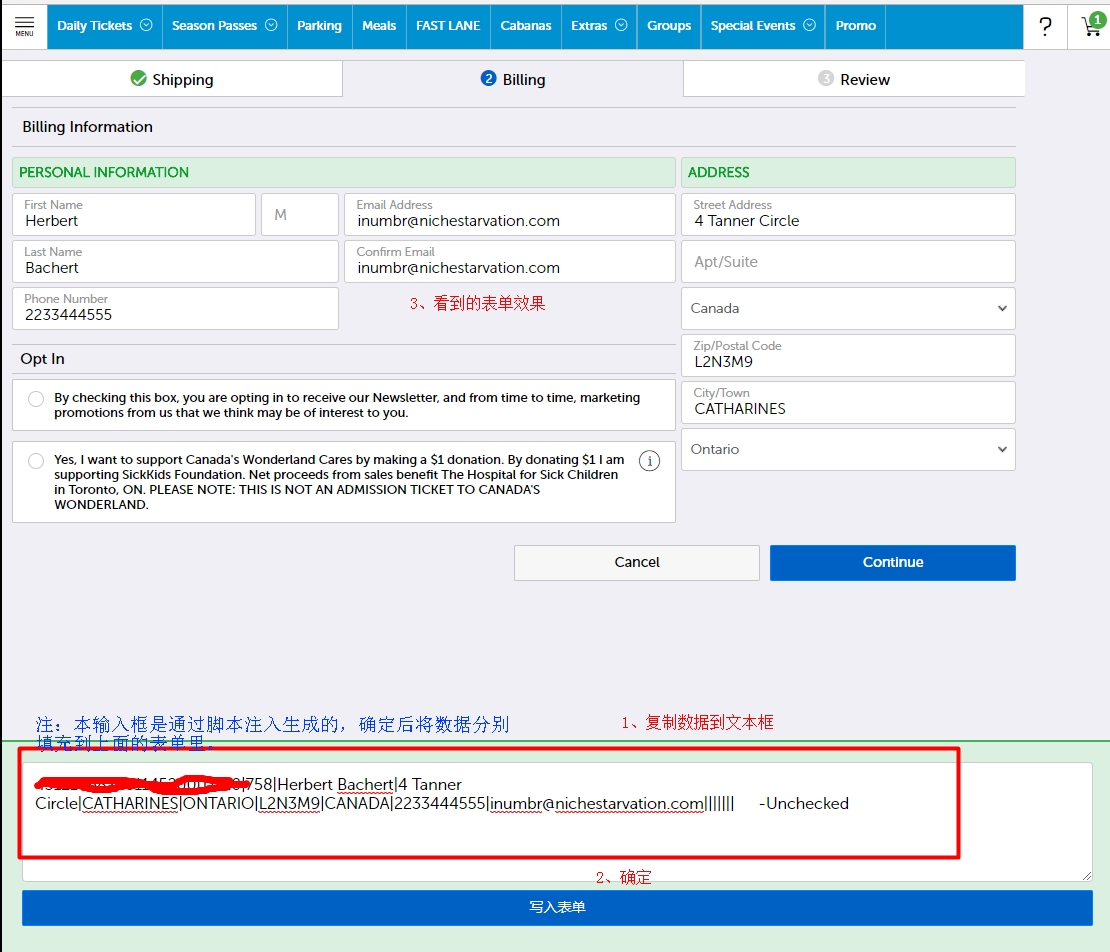 MENU
Daily Tickets
Season Passes
Parking
Meals
FAST LANE
Cabanas
Extras
Groups
Special Events
Promo
?
1
Shipping
2 Billing
3 Review
Billing Information
PERSONAL INFORMATION
ADDRESS
First Name
Herbert
M
Email Address
inumbr@nichestarvation.com
Street Address
4 Tanner Circle
Last Name
Bachert
Confirm Email
inumbr@nichestarvation.com
Apt/Suite
Phone Number
2233444555
3、看到的表单效果
Canada
Zip/Postal Code
L2N3M9
City/Town
CATHARINES
Ontario
Opt In
By checking this box, you are opting in to receive our Newsletter, and from time to time, marketing
promotions from us that we think may be of interest to you.
Yes, I want to support Canada's Wonderland Cares by making a $1 donation. By donating $1 I am
supporting SickKids Foundation. Net proceeds from sales benefit The Hospital for Sick Children
in Toronto, ON. PLEASE NOTE: THIS IS NOT AN ADMISSION TICKET TO CANADA'S
WONDERLAND.
i
Cancel
Continue
注：本输入框是通过脚本注入生成的，确定后将数据分别
填充到上面的表单里。
1、复制数据到文本框
|758|Herbert Bachert|4 Tanner
Circle|CATHARINES|ONTARIO|L2N3M9|CANADA|2233444555|inumbr@nichestarvation.com||||||| -Unchecked
2、确定
写入表单